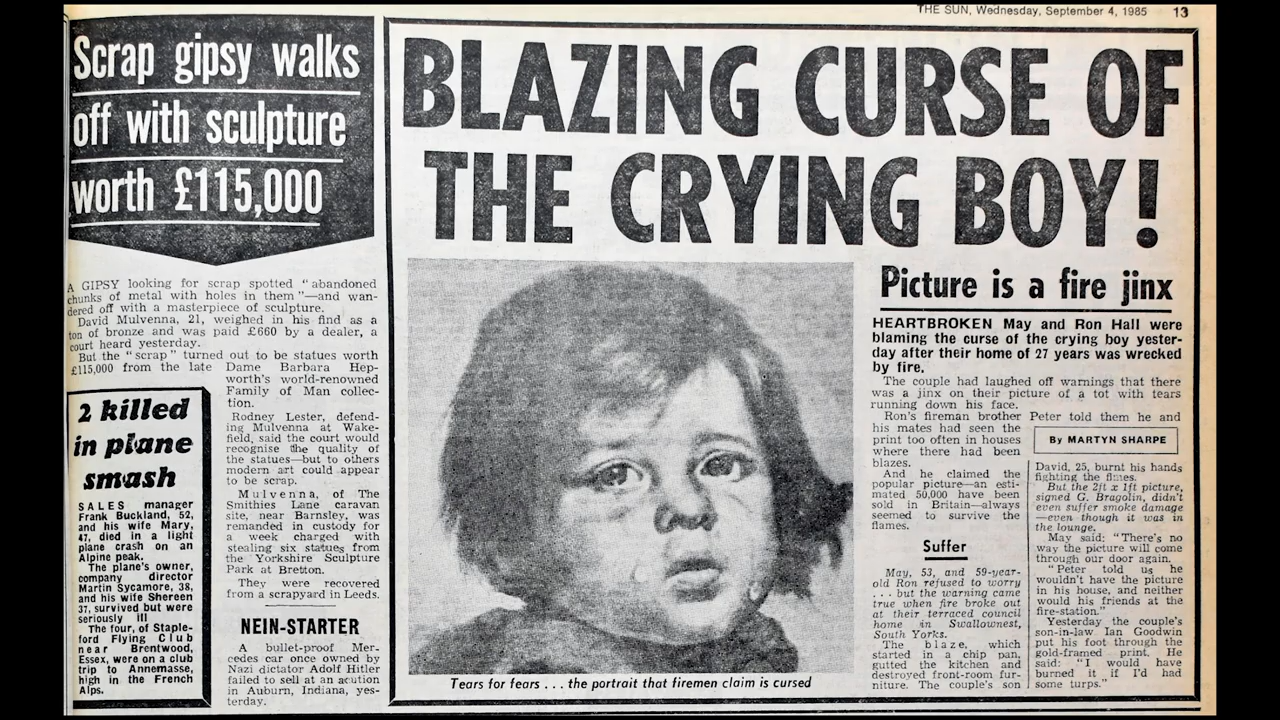 THE SUN, Wednesday, September 4, 1985 13
Scrap gipsy walks
off with sculpture
worth £115,000
A GIPSY looking for scrap spotted "abandoned
chunks of metal with holes in them"—and wan-
dered off with a masterpiece of sculpture.
David Mulvenna, 21, weighed in his find as a
ton of bronze and was paid £660 by a dealer, a
court heard yesterday.
But the "scrap" turned out to be statues worth
£115,000 from the late Dame Barbara Hep-
worth's world-renowned
Family of Man collec-
tion.
Rodney Lester, defend-
ing Mulvenna at Wake-
field, said the court would
recognise the quality of
the statues—but to others
modern art could appear
to be scrap.
Mulvenna, of The
Smithies Lane caravan
site, near Barnsley, was
remanded in custody for
a week charged with
stealing six statues from
the Yorkshire Sculpture
Park at Bretton.
They were recovered
from a scrapyard in Leeds.
2 killed
in plane
smash
SALES manager
Frank Buckland, 52,
and his wife Mary,
47, died in a light
plane crash on an
Alpine peak.
The plane's owner,
company director
Martin Sycamore, 38,
and his wife Shereen
37, survived but were
seriously ill
The four, of Staple-
ford Flying Club
near Brentwood,
Essex, were on a club
trip to Annemasse,
high in the French
Alps.
NEIN-STARTER
A bullet-proof Mer-
cedes car once owned by
Nazi dictator Adolf Hitler
failed to sell at an acution
in Auburn, Indiana, yes-
terday.
BLAZING CURSE OF
THE CRYING BOY!
Tears for fears . . . the portrait that firemen claim is cursed
Picture is a fire jinx
HEARTBROKEN May and Ron Hall were
blaming the curse of the crying boy yester-
day after their home of 27 years was wrecked
by fire.
The couple had laughed off warnings that there
was a jinx on their picture of a tot with tears
running down his face.
Ron's fireman brother Peter told them he and
his mates had seen the
print too often in houses
where there had been
blazes.
And he claimed the
popular picture—an esti-
mated 50,000 have been
sold in Britain—always
seemed to survive the
flames.
Suffer
May, 53, and 59-year-
old Ron refused to worry
. . . but the warning came
true when fire broke out
at their terraced council
home in Swallownest,
South Yorks.
The blaze, which
started in a chip pan,
gutted the kitchen and
destroyed front-room fur-
niture. The couple's son
By MARTYN SHARPE
David, 25, burnt his hands
fighting the flmes.
But the 2ft x 1ft picture,
signed G. Bragolin, didn't
even suffer smoke damage
—even though it was in
the lounge.
May said: "There's no
way the picture will come
through our door again.
"Peter told us he
wouldn't have the picture
in his house, and neither
would his friends at the
fire-station."
Yesterday the couple's
son-in-law Ian Goodwin
put his foot through the
gold-framed print. He
said: "I would have
burned it if I'd had
some turps."